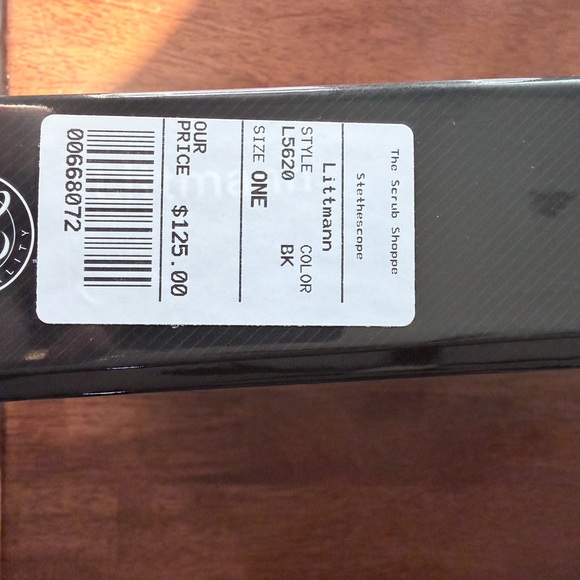 The Scrub Shoppe
Stethescope
Littmann
STYLE COLOR
L5620 BK
SIZE ONE
OUR
PRICE $125.00
00668072